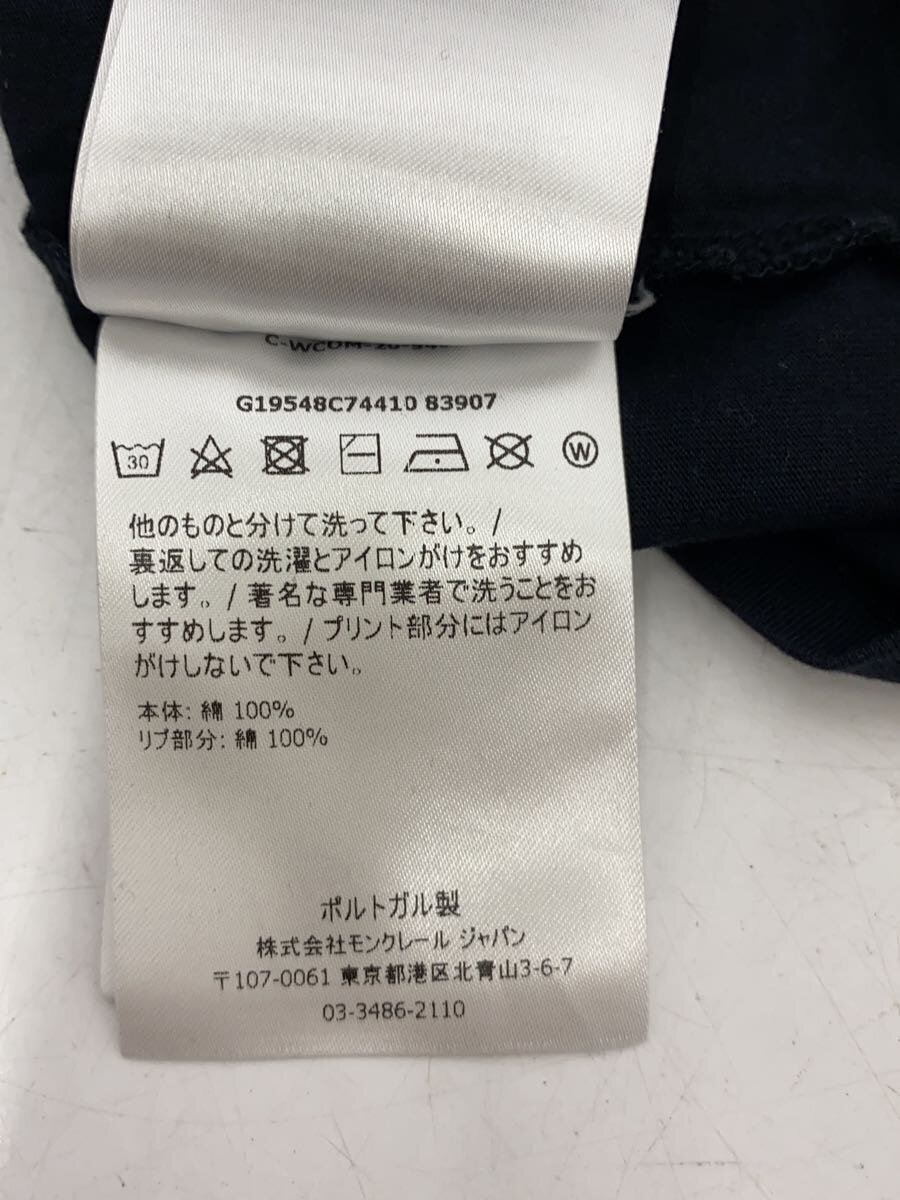 G19548C74410 83907
30
W
他のものと分けて洗って下さい。/
裏返しての洗濯とアイロンがけをおすすめ
します。/ 著名な専門業者で洗うことをお
すすめします。/ プリント部分にはアイロン
がけしないで下さい。
本体: 綿 100%
リブ部分: 綿 100%
ポルトガル製
株式会社モンクレール ジャパン
〒107-0061 東京都港区北青山3-6-7
03-3486-2110